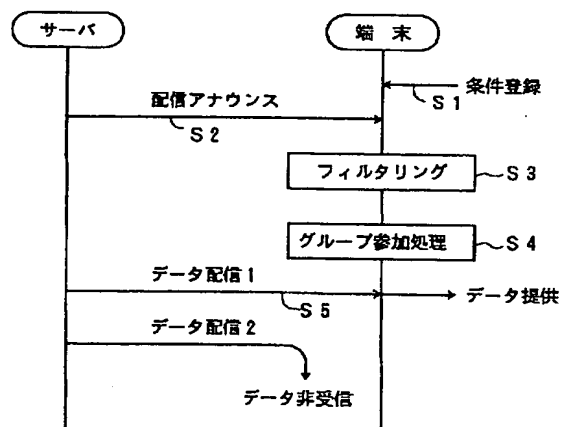 サーバ
端 末
条件登録
S1
配信アナウンス
S2
フィルタリング
S3
グループ参加処理
S4
データ配信1
S5
データ提供
データ配信2
データ非受信